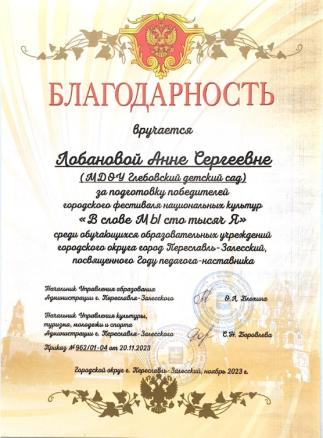 БЛАГОДАРНОСТЬ
вручается
Лобановой Анне Сергеевне
(МДОУ Глебовский детский сад)
за подготовку победителей
городского фестиваля национальных культур
«В слове МЫ сто тысяч Я»
среди обучающихся образовательных учреждений
городского округа город Переславль-Залесский,
посвященного Году педагога-наставника
Начальник Управления образования
Администрации г. Переславля-Залесского
Начальник Управления культуры,
туризма, молодежи и спорта
Администрации г. Переславля-Залесского
С.Н. Боровлева
Приказ №962/01-04 от 20.11.2023
Городской округ г. Переславль-Залесский, ноябрь 2023 г.